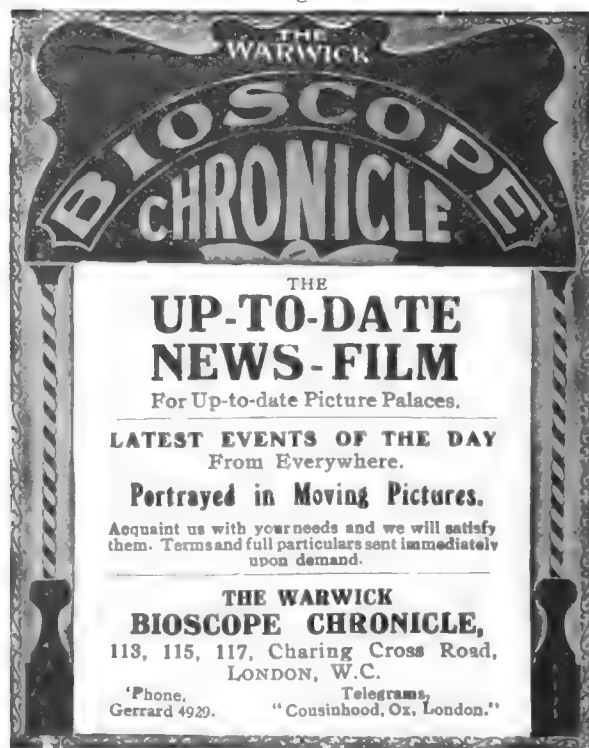 THE
WARWICK
BIOSCOPE
CHRONICLE
THE
UP-TO-DATE
NEWS-FILM
For Up-to-date Picture Palaces.
LATEST EVENTS OF THE DAY
From Everywhere.
Portrayed in Moving Pictures.
Acquaint us with your needs and we will satisfy
them. Terms and full particulars sent immediately
upon demand.
THE WARWICK
BIOSCOPE CHRONICLE,
113, 115, 117, Charing Cross Road,
LONDON, W.C.
'Phone, Telegrams,
Gerrard 4929. "Cousinhood, Ox, London."